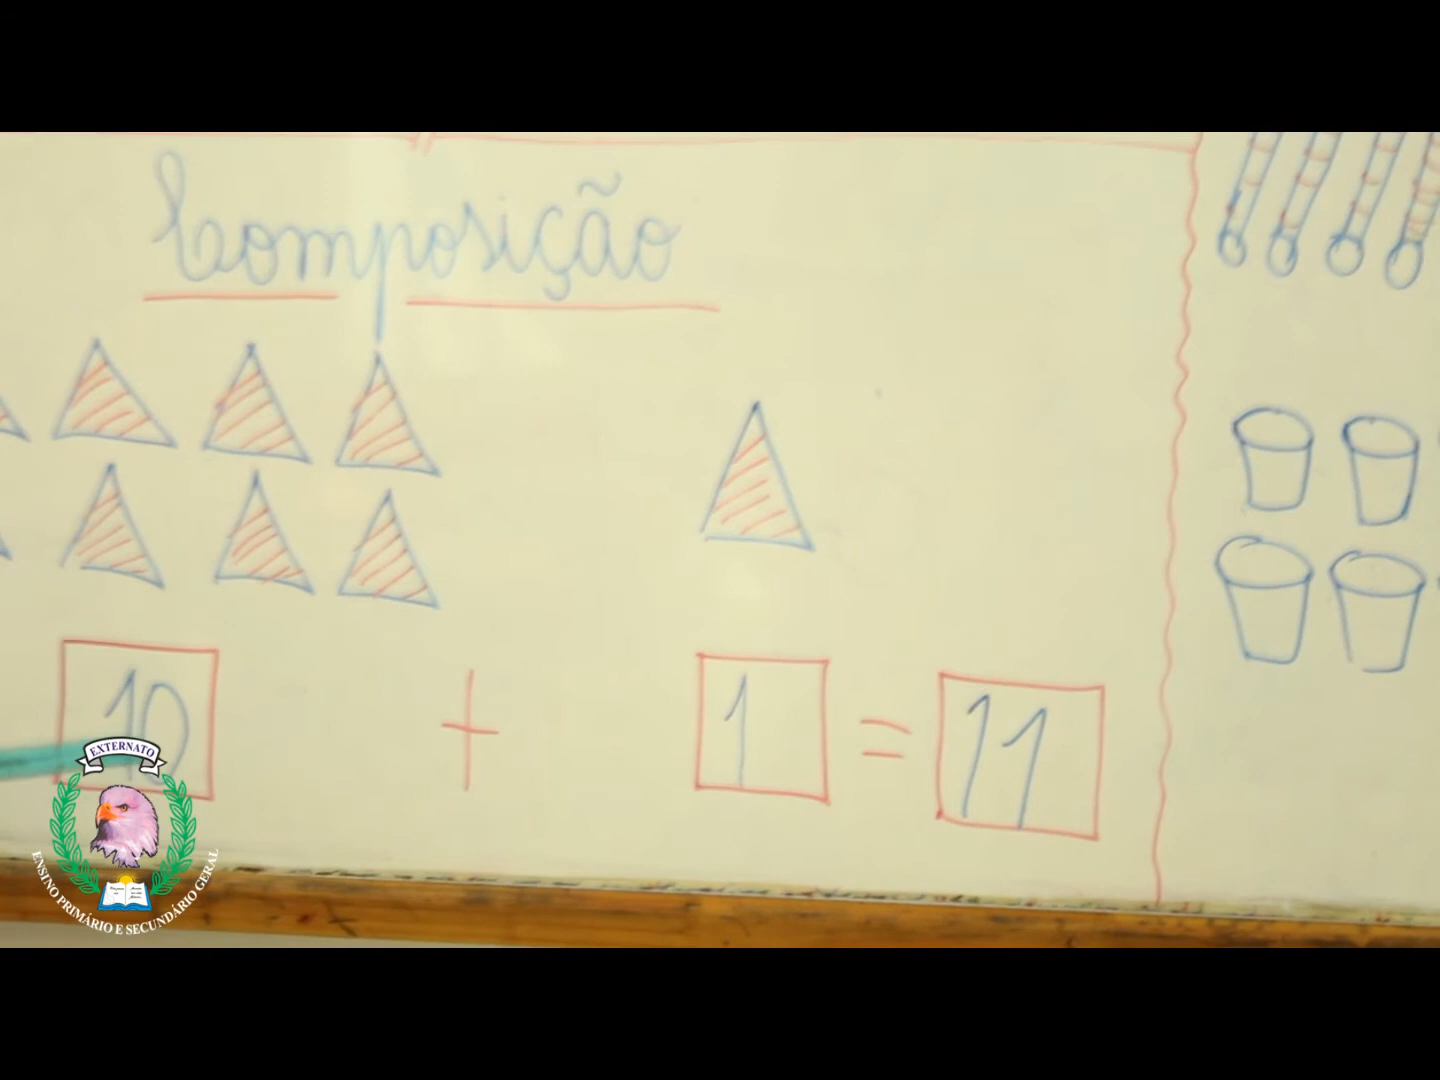 Composição
10 + 1 = 11
EXTERNATO
ENSINO PRIMÁRIO E SECUNDÁRIO GERAL